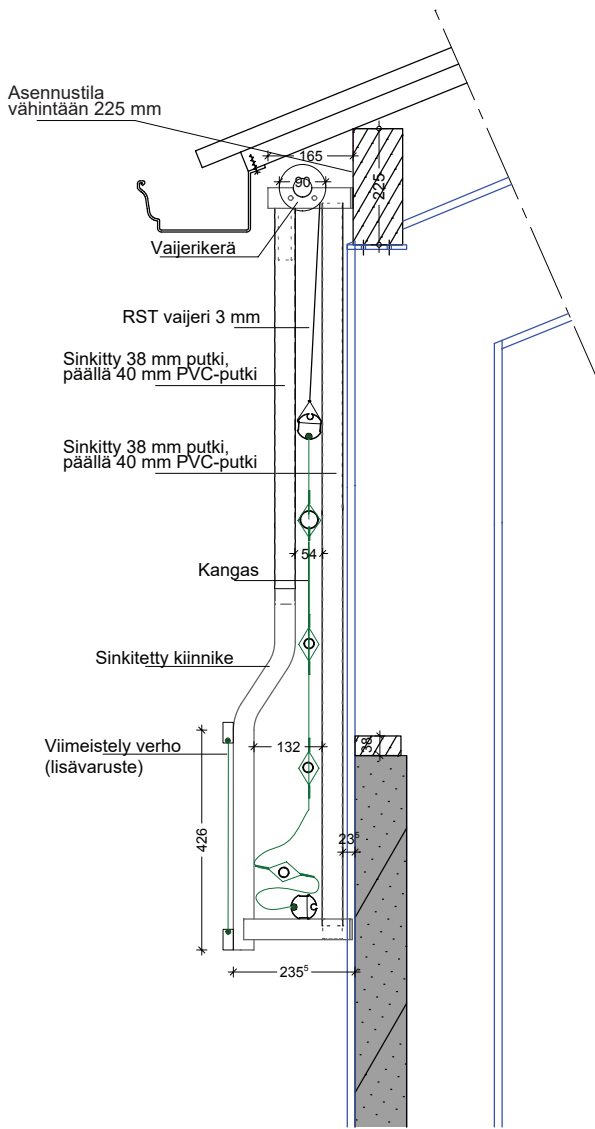 Asennustila
vähintään 225 mm
165
90
225
Vaijerikerä
RST vaijeri 3 mm
Sinkitty 38 mm putki,
päällä 40 mm PVC-putki
Sinkitty 38 mm putki,
päällä 40 mm PVC-putki
54
Kangas
Sinkitetty kiinnike
Viimeistely verho
(lisävaruste)
132
38
426
23⁵
235⁵